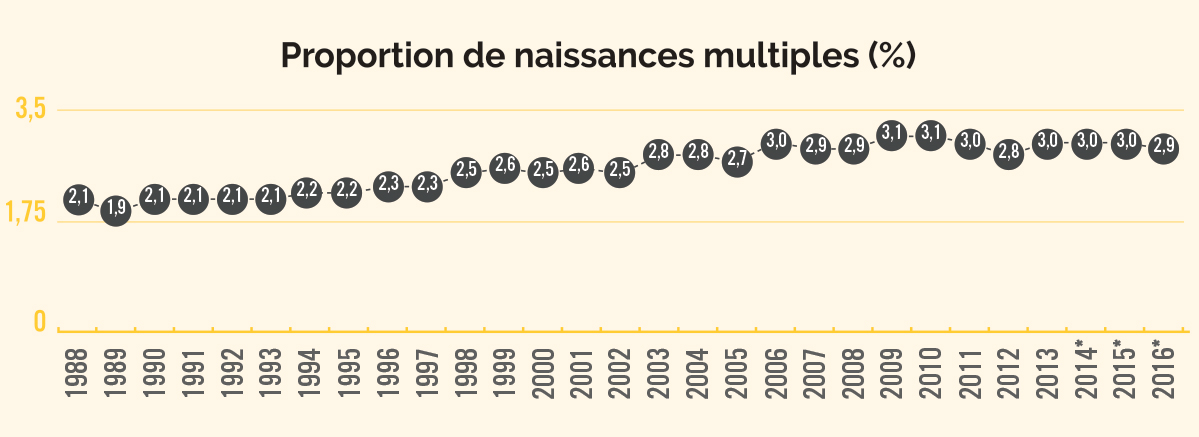 Proportion de naissances multiples (%)
3,5
1,75
0
2,1 1,9 2,1 2,1 2,1 2,1 2,2 2,2 2,3 2,3 2,5 2,6 2,5 2,6 2,5 2,8 2,8 2,7 3,0 2,9 2,9 3,1 3,1 3,0 2,8 3,0 3,0 3,0 2,9
1988 1989 1990 1991 1992 1993 1994 1995 1996 1997 1998 1999 2000 2001 2002 2003 2004 2005 2006 2007 2008 2009 2010 2011 2012 2013 2014* 2015* 2016*